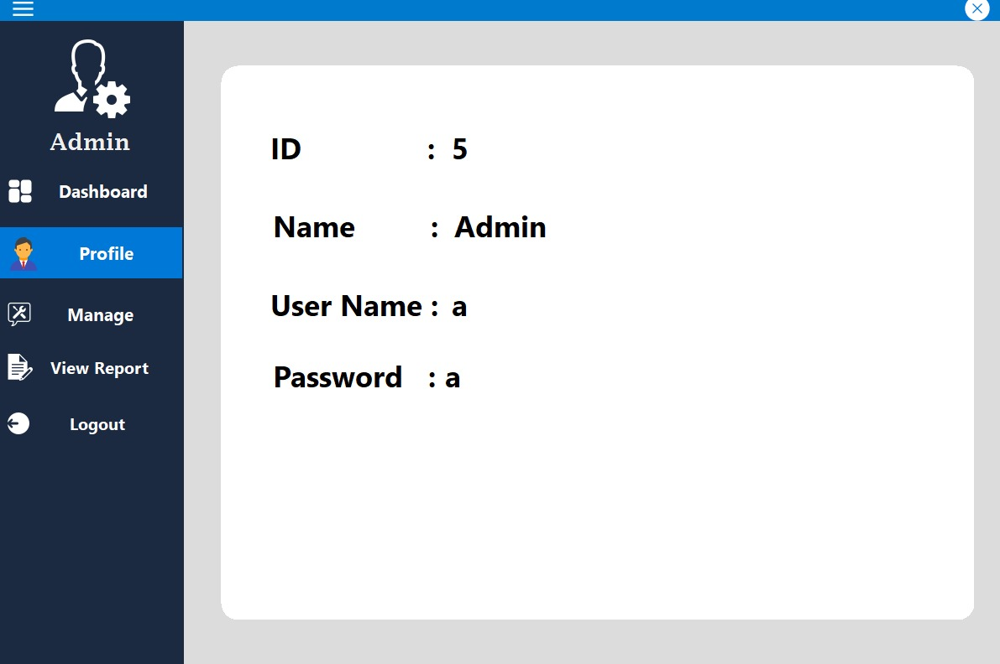 Admin
Dashboard
Profile
Manage
View Report
Logout
ID : 5
Name : Admin
User Name : a
Password : a